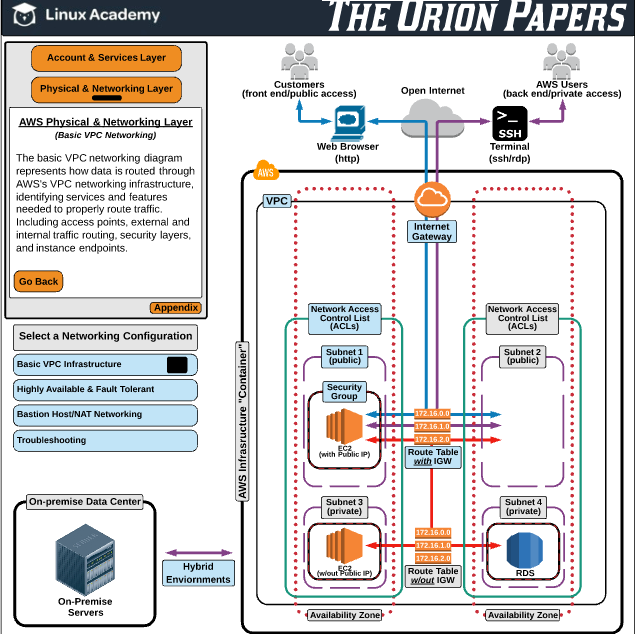 Linux Academy
THE ORION PAPERS
Account & Services Layer
Physical & Networking Layer
AWS Physical & Networking Layer
(Basic VPC Networking)
The basic VPC networking diagram
represents how data is routed through
AWS's VPC networking infrastructure,
identifying services and features
needed to properly route traffic.
Including access points, external and
internal traffic routing, security layers,
and instance endpoints.
Go Back
Appendix
Select a Networking Configuration
Basic VPC Infrastructure
Highly Available & Fault Tolerant
Bastion Host/NAT Networking
Troubleshooting
On-premise Data Center
On-Premise
Servers
Hybrid
Enviornments
Customers
(front end/public access)
Open Internet
AWS Users
(back end/private access)
Web Browser
(http)
>_
SSH
Terminal
(ssh/rdp)
AWS
VPC
Internet
Gateway
AWS Infrasructure "Container"
Network Access
Control List
(ACLs)
Network Access
Control List
(ACLs)
Subnet 1
(public)
Subnet 2
(public)
Security
Group
172.16.0.0
172.16.1.0
172.16.2.0
EC2
(with Public IP)
Route Table
with IGW
Subnet 3
(private)
Subnet 4
(private)
172.16.0.0
172.16.1.0
172.16.2.0
EC2
(w/out Public IP)
Route Table
w/out IGW
RDS
Availability Zone
Availability Zone